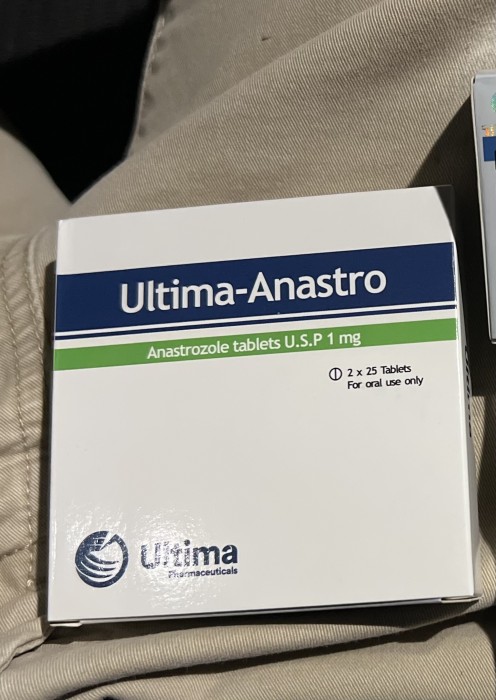 Ultima-Anastro
Anastrozole tablets U.S.P 1 mg
2 x 25 Tablets
For oral use only
Ultima
Pharmaceuticals